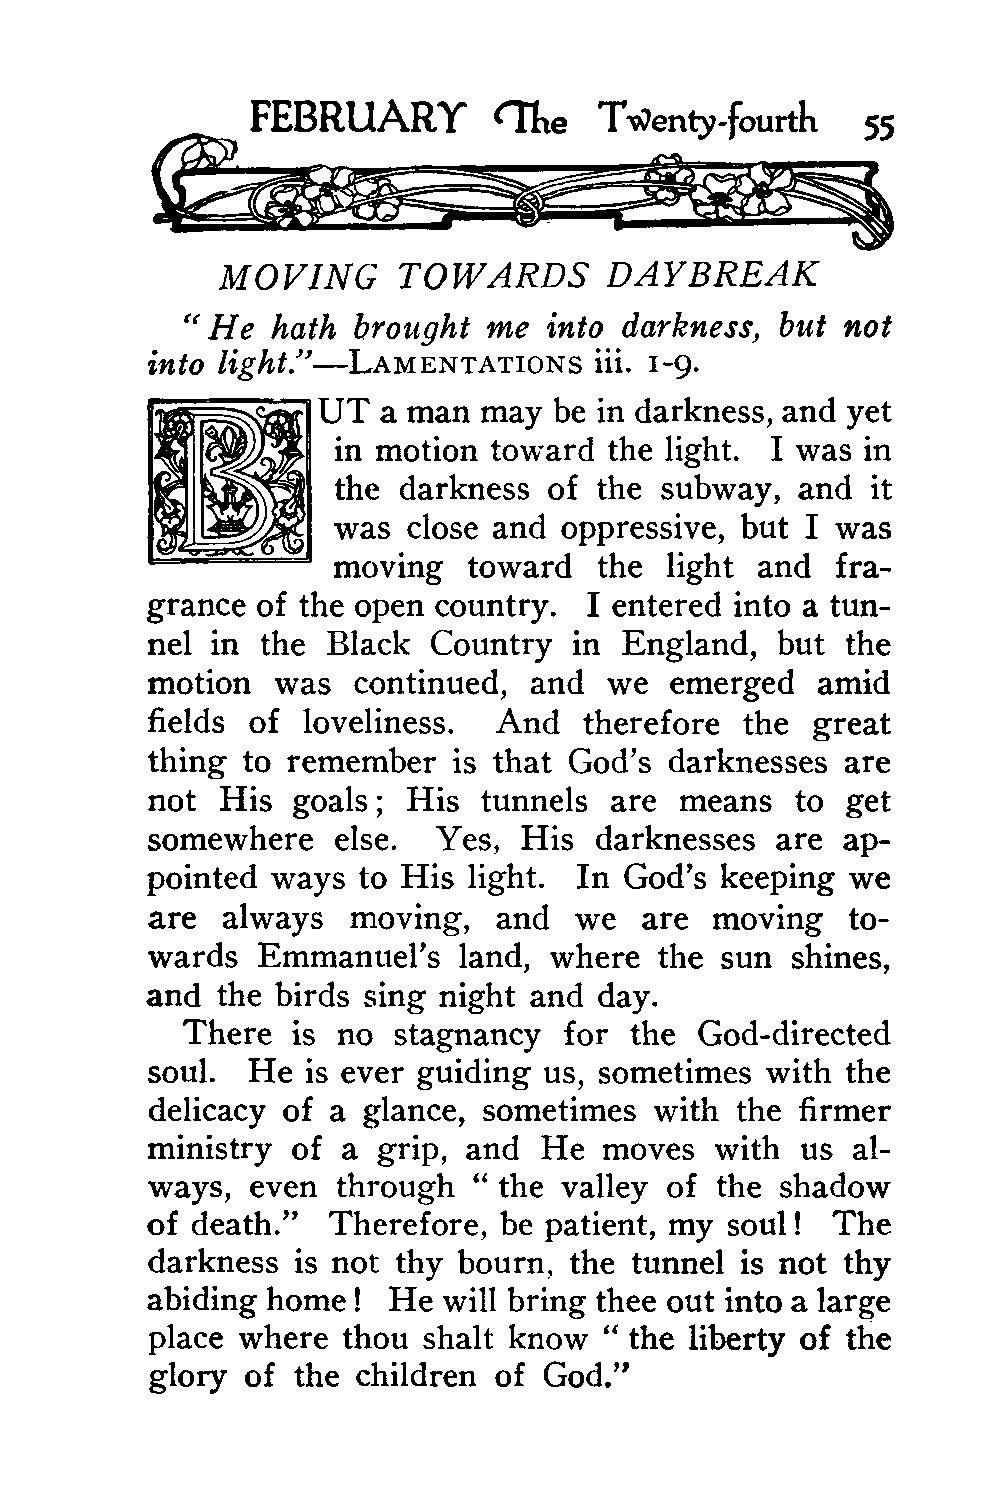 FEBRUARY The Twenty-fourth 55
MOVING TOWARDS DAYBREAK
“ He hath brought me into darkness, but not
into light.”—LAMENTATIONS iii. 1-9.
BUT a man may be in darkness, and yet
in motion toward the light. I was in
the darkness of the subway, and it
was close and oppressive, but I was
moving toward the light and fra-
grance of the open country. I entered into a tun-
nel in the Black Country in England, but the
motion was continued, and we emerged amid
fields of loveliness. And therefore the great
thing to remember is that God’s darknesses are
not His goals ; His tunnels are means to get
somewhere else. Yes, His darknesses are ap-
pointed ways to His light. In God’s keeping we
are always moving, and we are moving to-
wards Emmanuel’s land, where the sun shines,
and the birds sing night and day.
There is no stagnancy for the God-directed
soul. He is ever guiding us, sometimes with the
delicacy of a glance, sometimes with the firmer
ministry of a grip, and He moves with us al-
ways, even through “ the valley of the shadow
of death.” Therefore, be patient, my soul ! The
darkness is not thy bourn, the tunnel is not thy
abiding home ! He will bring thee out into a large
place where thou shalt know “ the liberty of the
glory of the children of God.”